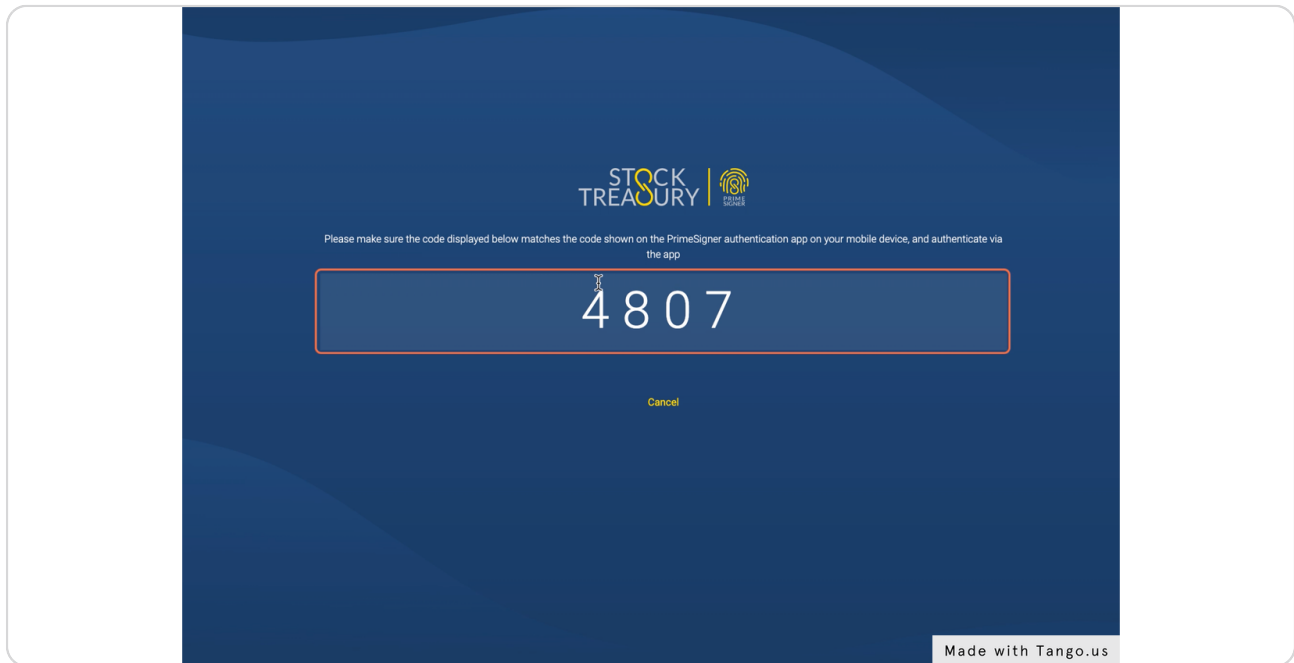 STOCK
TREASURY
PRIME
SIGNER
Please make sure the code displayed below matches the code shown on the PrimeSigner authentication app on your mobile device, and authenticate via
the app
4807
Cancel
Made with Tango.us